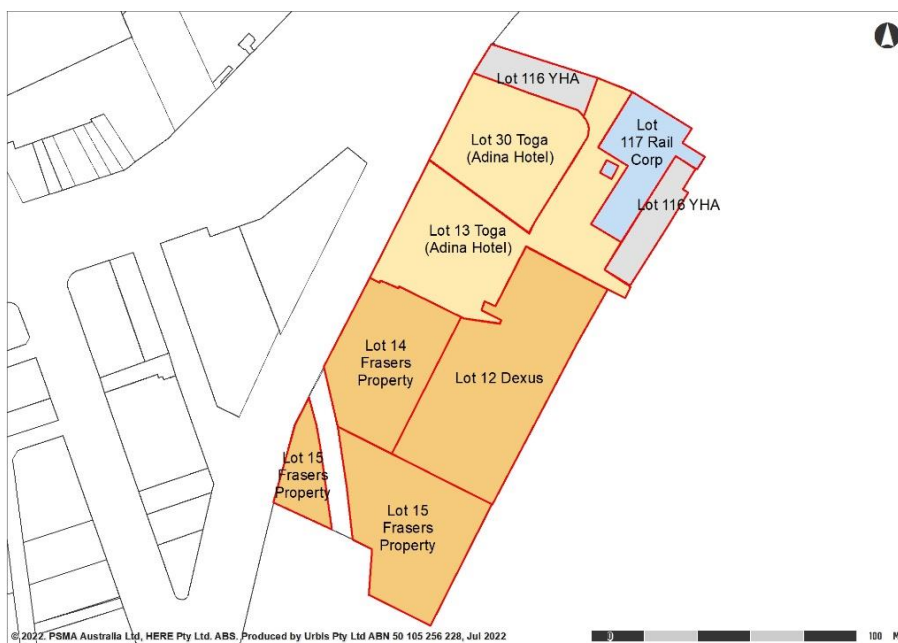 Lot 116 YHA
Lot 30 Toga
(Adina Hotel)
Lot
117 Rail
Corp
Lot 116 YHA
Lot 13 Toga
(Adina Hotel)
Lot 14
Frasers
Property
Lot 12 Dexus
Lot 15
Frasers
Property
Lot 15
Frasers
Property
© 2022. PSMA Australia Ltd, HERE Pty Ltd. ABS. Produced by Urbis Pty Ltd ABN 50 105 256 228, Jul 2022
0 100 M